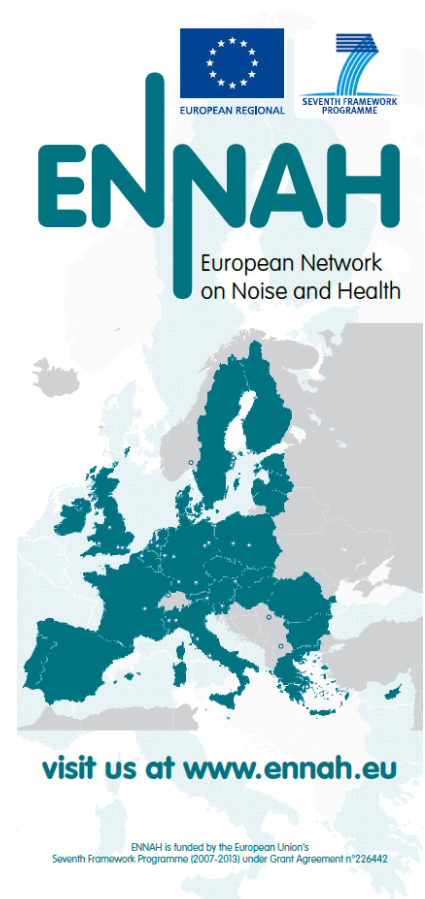 EUROPEAN REGIONAL
SEVENTH FRAMEWORK
PROGRAMME
ENNAH
European Network
on Noise and Health
visit us at www.ennah.eu
ENNAH is funded by the European Union's
Seventh Framework Programme (2007-2013) under Grant Agreement n°226442